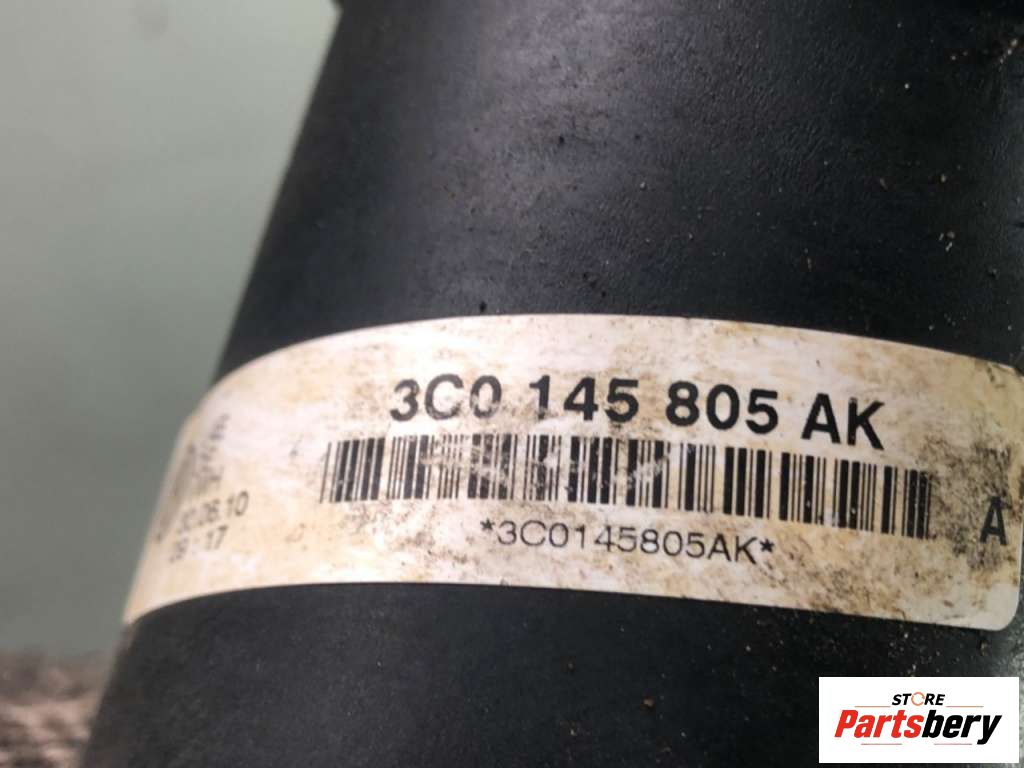 3C0 145 805 AK
*3C0145805AK*
A
STORE
Partsbery